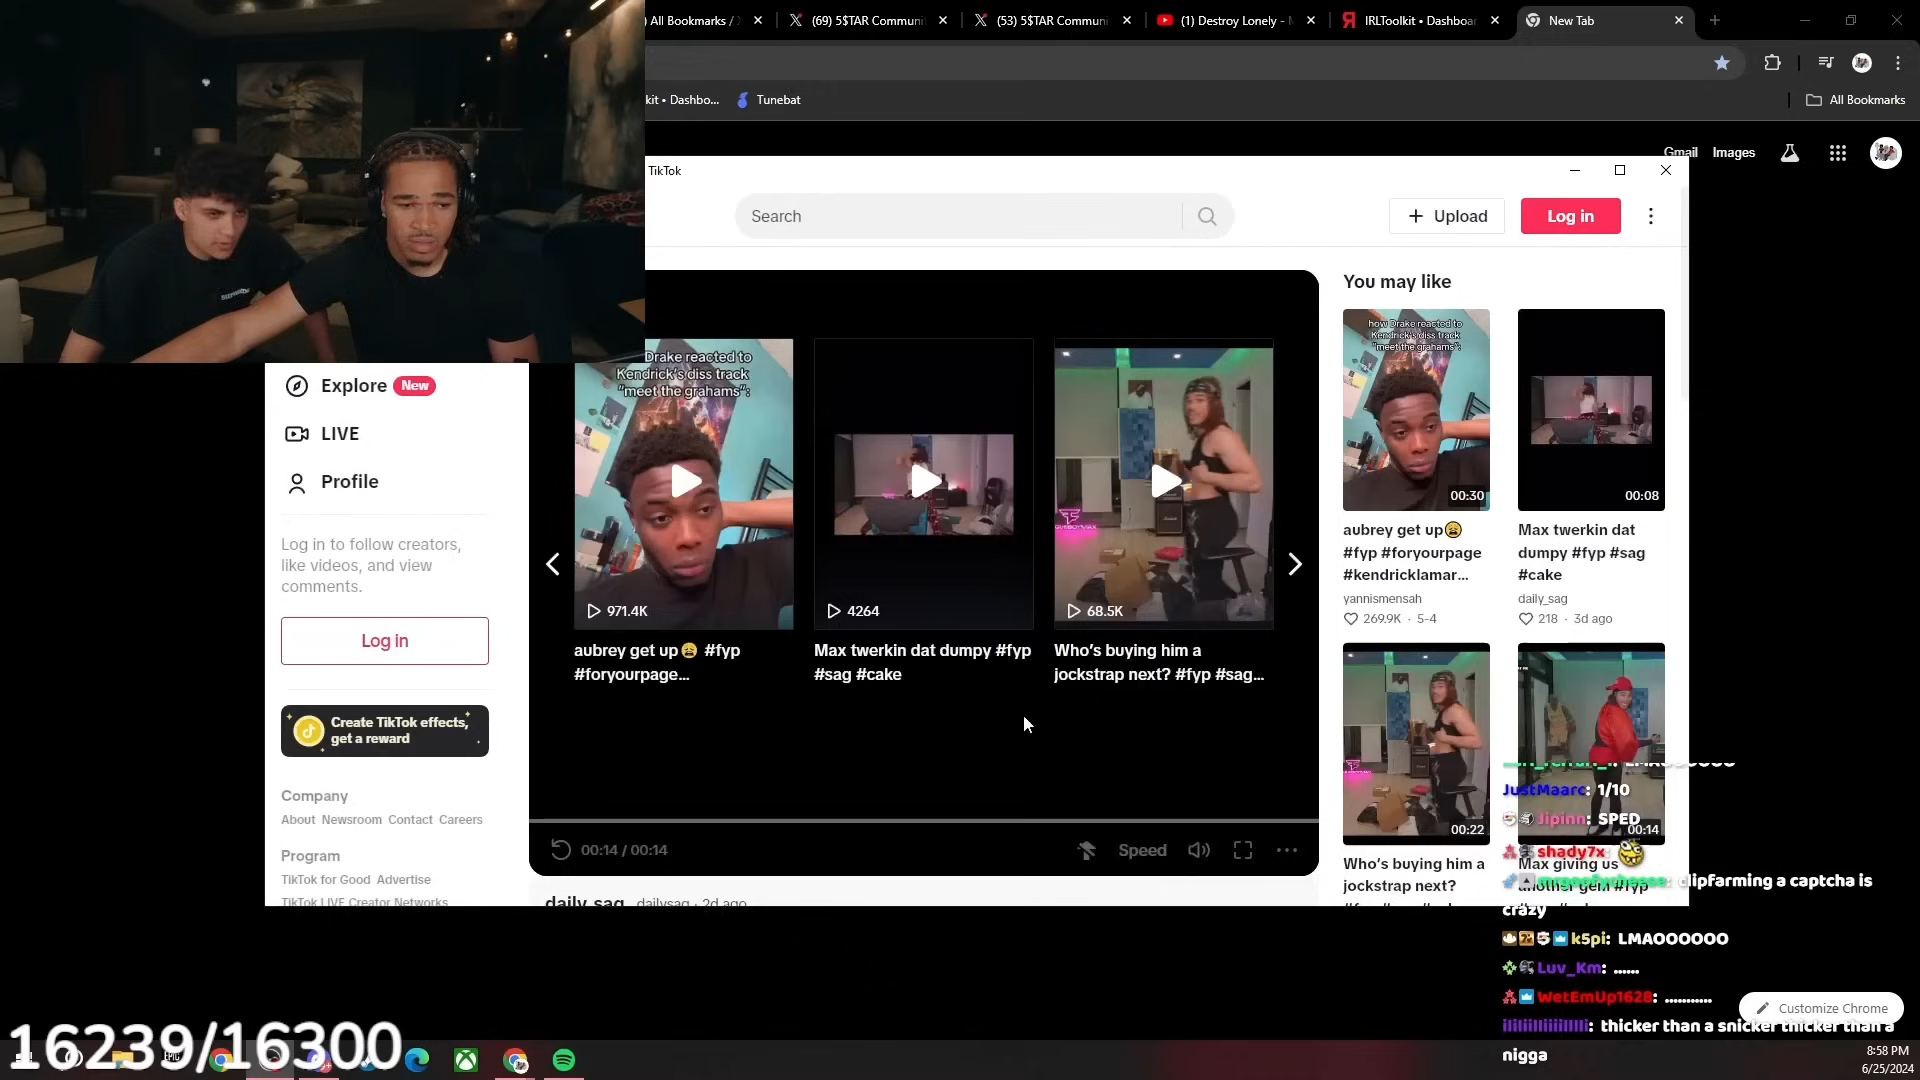 ) All Bookmarks /
(69) 5$TAR Communi
(53) 5$TAR Communi
(1) Destroy Lonely -
IRLToolkit • Dashboar
New Tab
kit • Dashbo...
Tunebat
All Bookmarks
Gmail
Images
TikTok
Search
Upload
Log in
Explore
New
LIVE
Profile
Log in to follow creators,
like videos, and view
comments.
Log in
Create TikTok effects,
get a reward
Company
About Newsroom Contact Careers
Program
TikTok for Good Advertise
TikTok LIVE Creator Networks
Drake reacted to
Kendrick's diss track
"meet the grahams":
971.4K
aubrey get up😩 #fyp
#foryourpage...
4264
Max twerkin dat dumpy #fyp
#sag #cake
68.5K
Who's buying him a
jockstrap next? #fyp #sag...
00:14 / 00:14
Speed
daily_sag dailysag · 2d ago
You may like
how Drake reacted to
Kendrick's diss track
"meet the grahams":
00:30
aubrey get up😩
#fyp #foryourpage
#kendricklamar...
yannismensah
269.9K · 5-4
00:08
Max twerkin dat
dumpy #fyp #sag
#cake
daily_sag
218 · 3d ago
00:22
Who's buying him a
jockstrap next?
00:14
Max giving us
another gem #fyp
JustMaarc: 1/10
Jipinn: SPED
shady7x:
clipfarming a captcha is
crazy
k5pi: LMAOOOOOO
Luv_Km: ......
WetEmUp1628: ...........
thicker than a snicker thicker than a
nigga
Customize Chrome
16239/16300
8:58 PM
6/25/2024